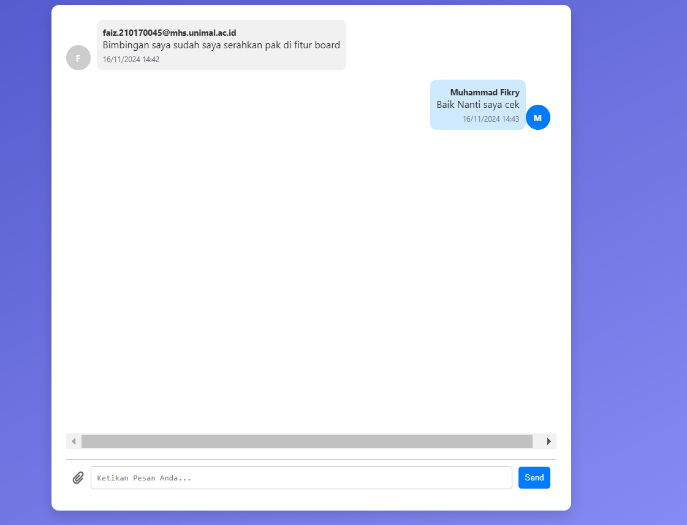 faiz.210170045@mhs.unimal.ac.id
Bimbingan saya sudah saya serahkan pak di fitur board
16/11/2024 14:42
F
Muhammad Fikry
Baik Nanti saya cek
16/11/2024 14:43
M
Ketikan Pesan Anda...
Send